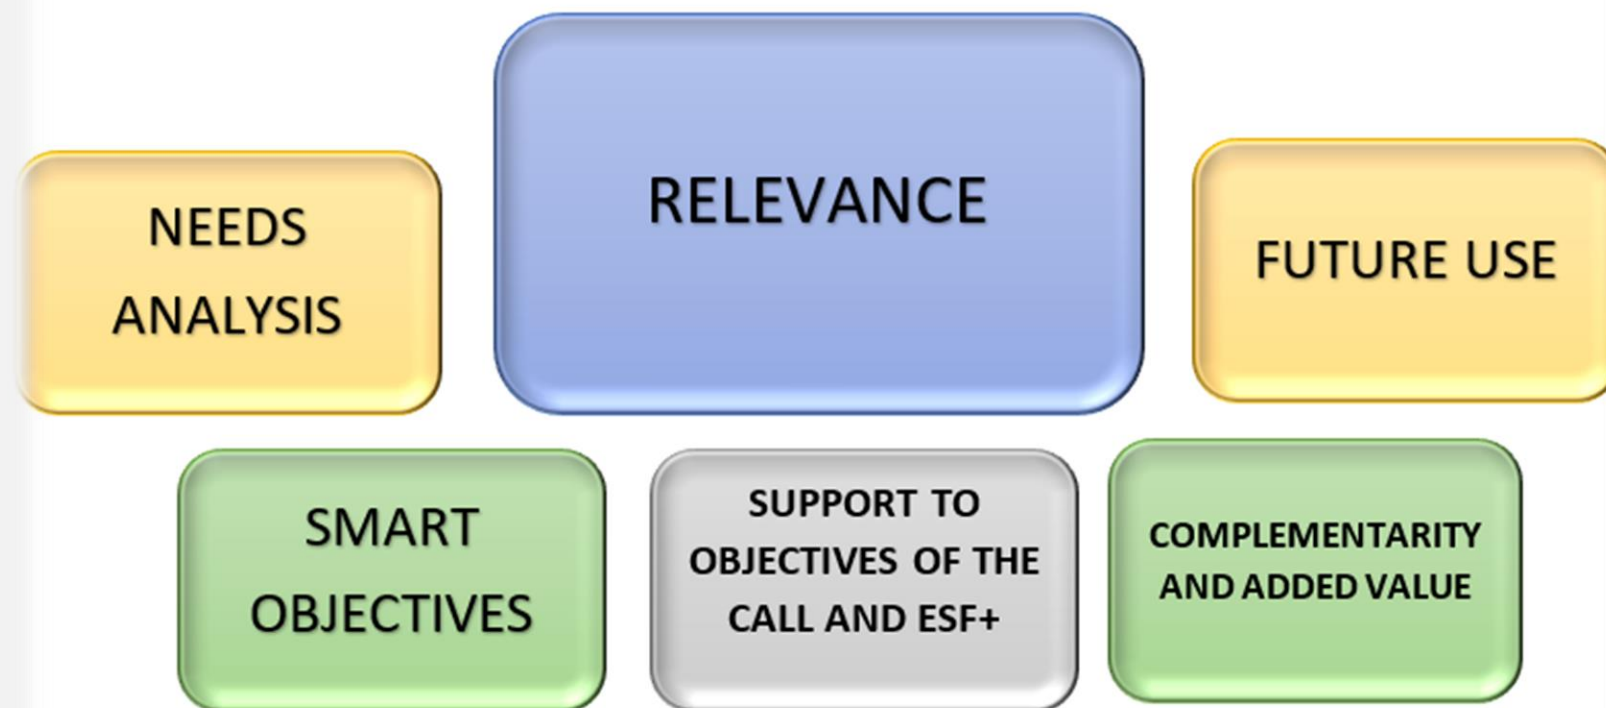 RELEVANCE
NEEDS
ANALYSIS
FUTURE USE
SMART
OBJECTIVES
SUPPORT TO
OBJECTIVES OF THE
CALL AND ESF+
COMPLEMENTARITY
AND ADDED VALUE